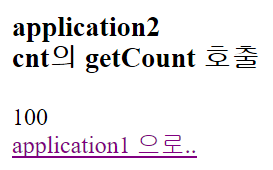 application2
cnt의 getCount 호출
100
application1 으로..